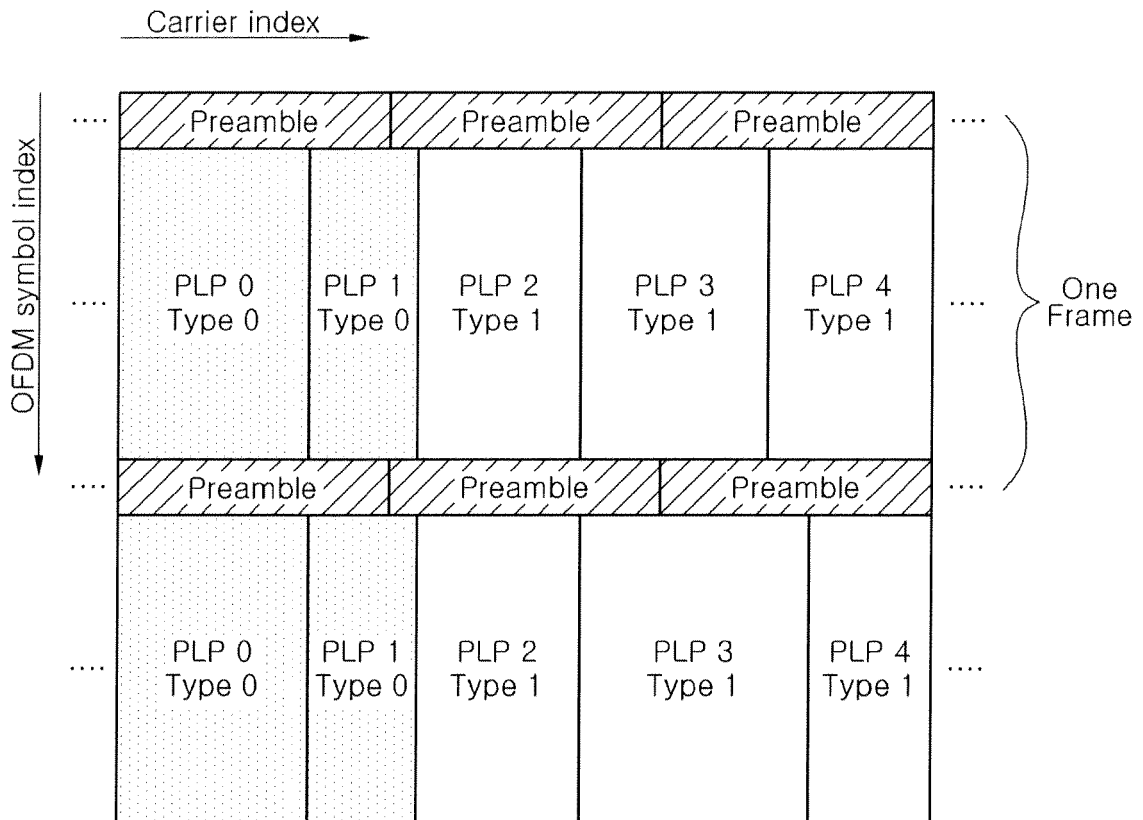 Carrier index
OFDM symbol index
.... Preamble Preamble Preamble ....
.... PLP 0 PLP 1 PLP 2 PLP 3 PLP 4 ....
Type 0 Type 0 Type 1 Type 1 Type 1
One
Frame
.... Preamble Preamble Preamble ....
.... PLP 0 PLP 1 PLP 2 PLP 3 PLP 4 ....
Type 0 Type 0 Type 1 Type 1 Type 1